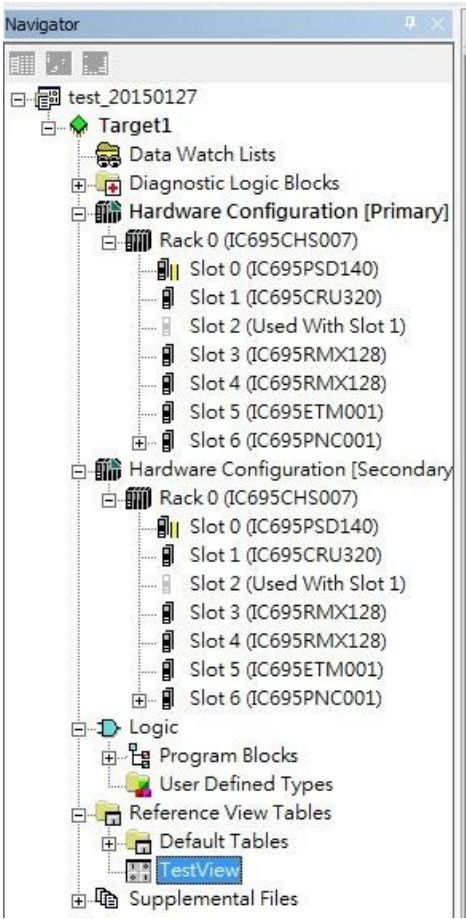 Navigator
test_20150127
Target1
Data Watch Lists
Diagnostic Logic Blocks
Hardware Configuration [Primary]
Rack 0 (IC695CHS007)
Slot 0 (IC695PSD140)
Slot 1 (IC695CRU320)
Slot 2 (Used With Slot 1)
Slot 3 (IC695RMX128)
Slot 4 (IC695RMX128)
Slot 5 (IC695ETM001)
Slot 6 (IC695PNC001)
Hardware Configuration [Secondary
Rack 0 (IC695CHS007)
Slot 0 (IC695PSD140)
Slot 1 (IC695CRU320)
Slot 2 (Used With Slot 1)
Slot 3 (IC695RMX128)
Slot 4 (IC695RMX128)
Slot 5 (IC695ETM001)
Slot 6 (IC695PNC001)
Logic
Program Blocks
User Defined Types
Reference View Tables
Default Tables
TestView
Supplemental Files